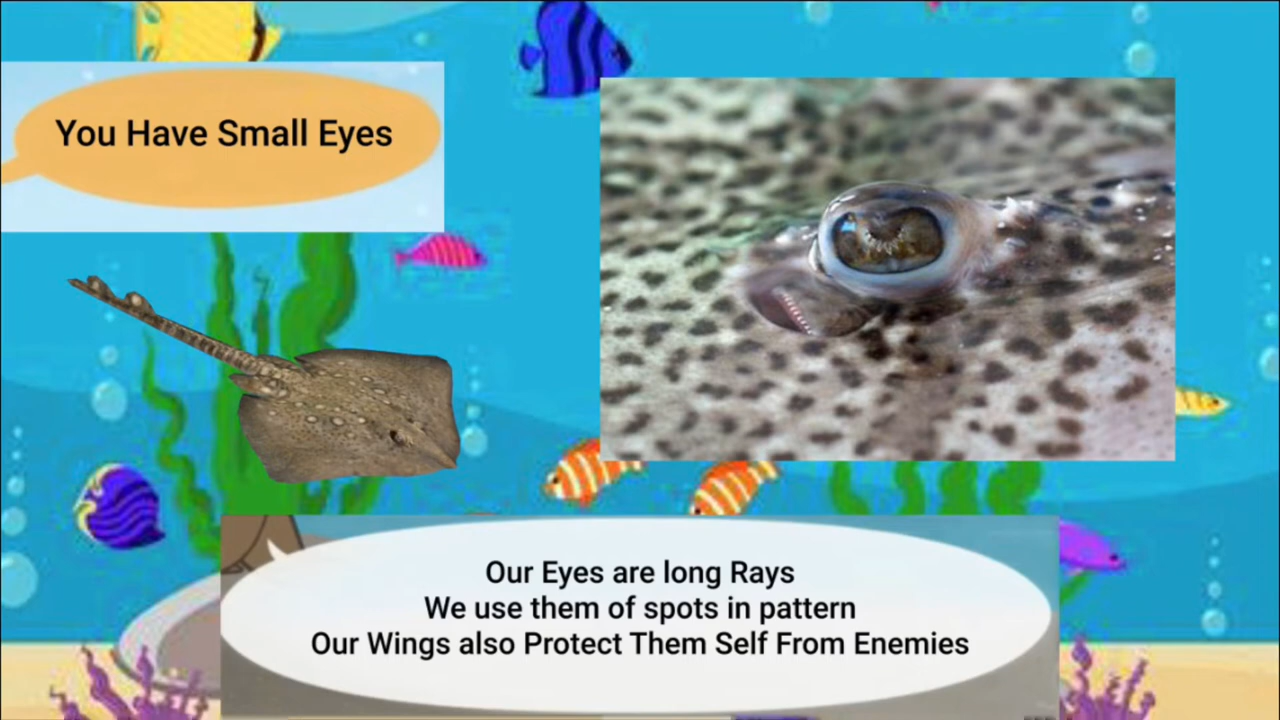 You Have Small Eyes
Our Eyes are long Rays
We use them of spots in pattern
Our Wings also Protect Them Self From Enemies